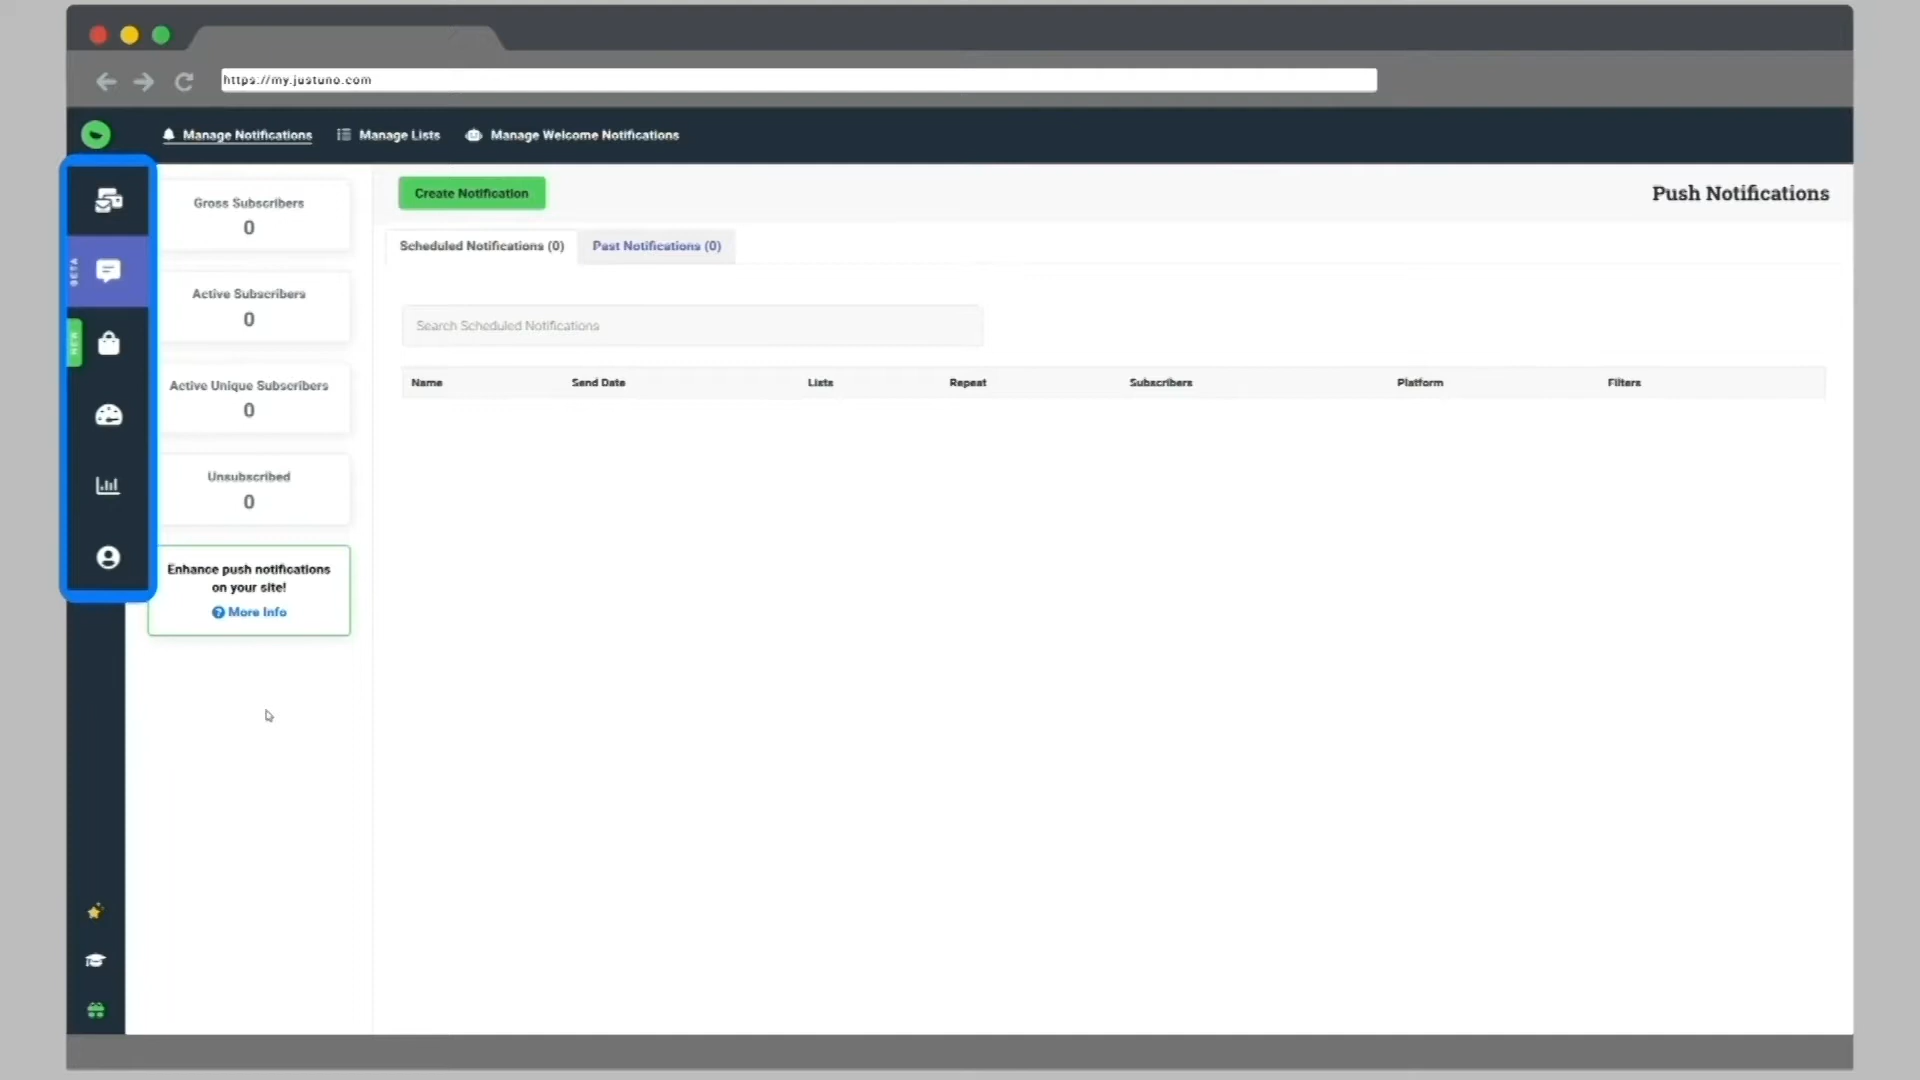 https://my.justuno.com
Manage Notifications
Manage Lists
Manage Welcome Notifications
BETA
NEW
Gross Subscribers
0
Active Subscribers
0
Active Unique Subscribers
0
Unsubscribed
0
Enhance push notifications
on your site!
More Info
Create Notification
Push Notifications
Scheduled Notifications (0)
Past Notifications (0)
Search Scheduled Notifications
Name Send Date Lists Repeat Subscribers Platform Filters